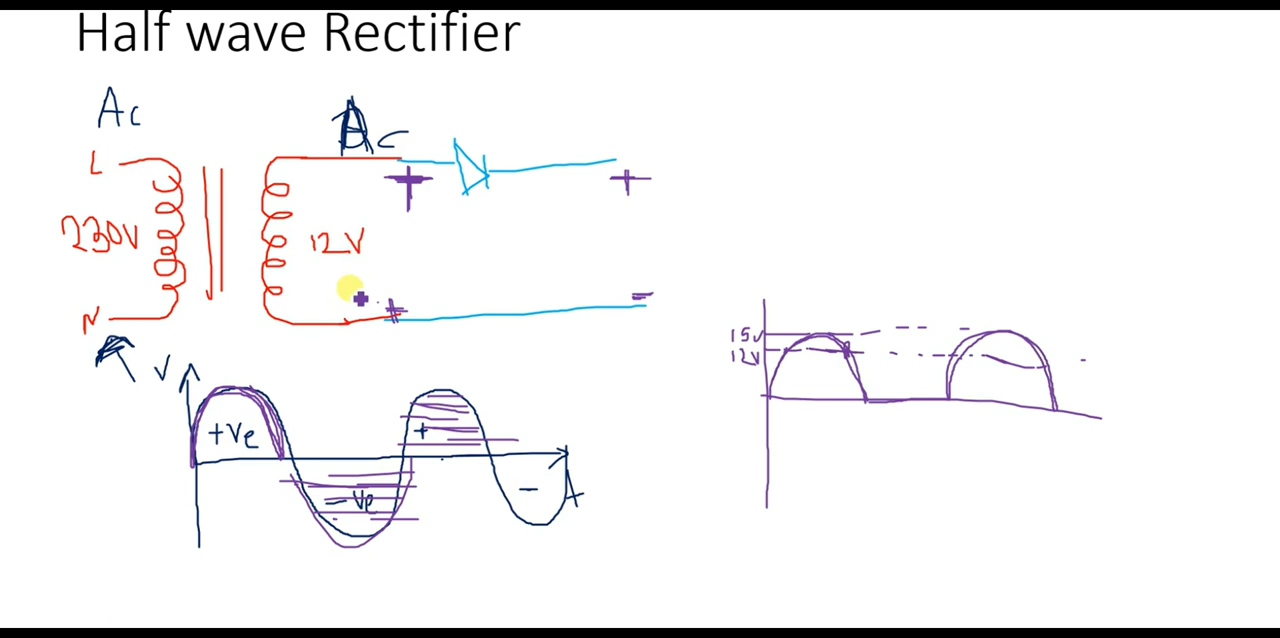 Half wave Rectifier
Ac
Ac
L
+
+
230V
12V
+
-
N
V
15V
12V
+ve
+
-ve
-
t